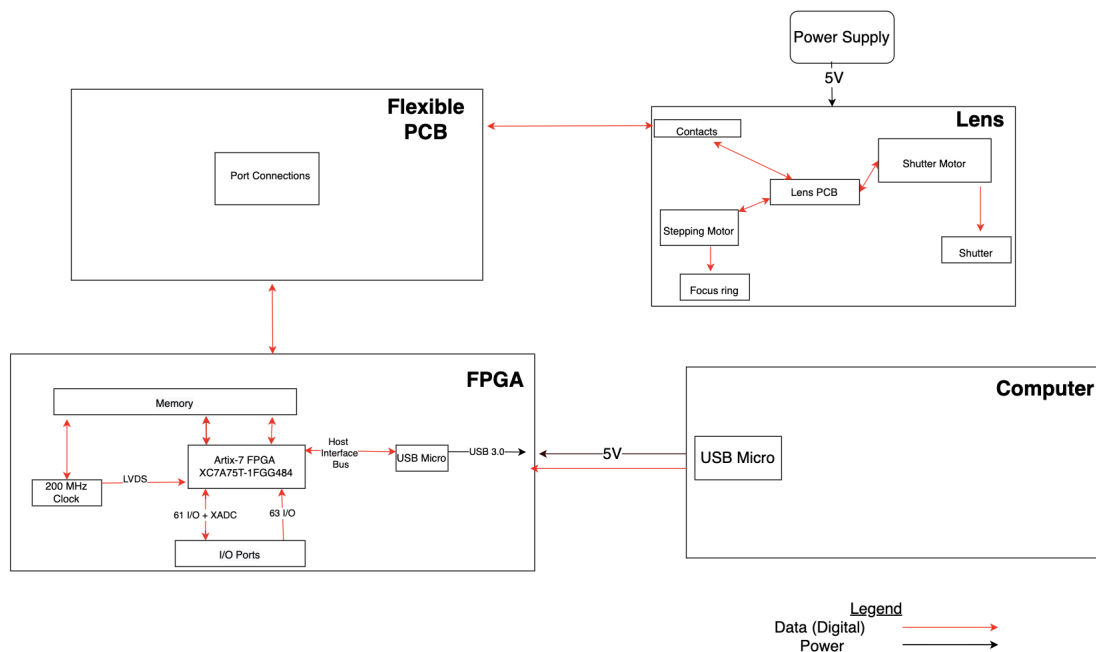 Power Supply
5V
Flexible
PCB
Port Connections
Lens
Contacts
Shutter Motor
Lens PCB
Stepping Motor
Shutter
Focus ring
FPGA
Memory
Artix-7 FPGA
XC7A75T-1FGG484
Host
Interface
Bus
USB Micro
USB 3.0
200 MHz
Clock
LVDS
61 I/O + XADC
63 I/O
I/O Ports
5V
Computer
USB Micro
Legend
Data (Digital)
Power